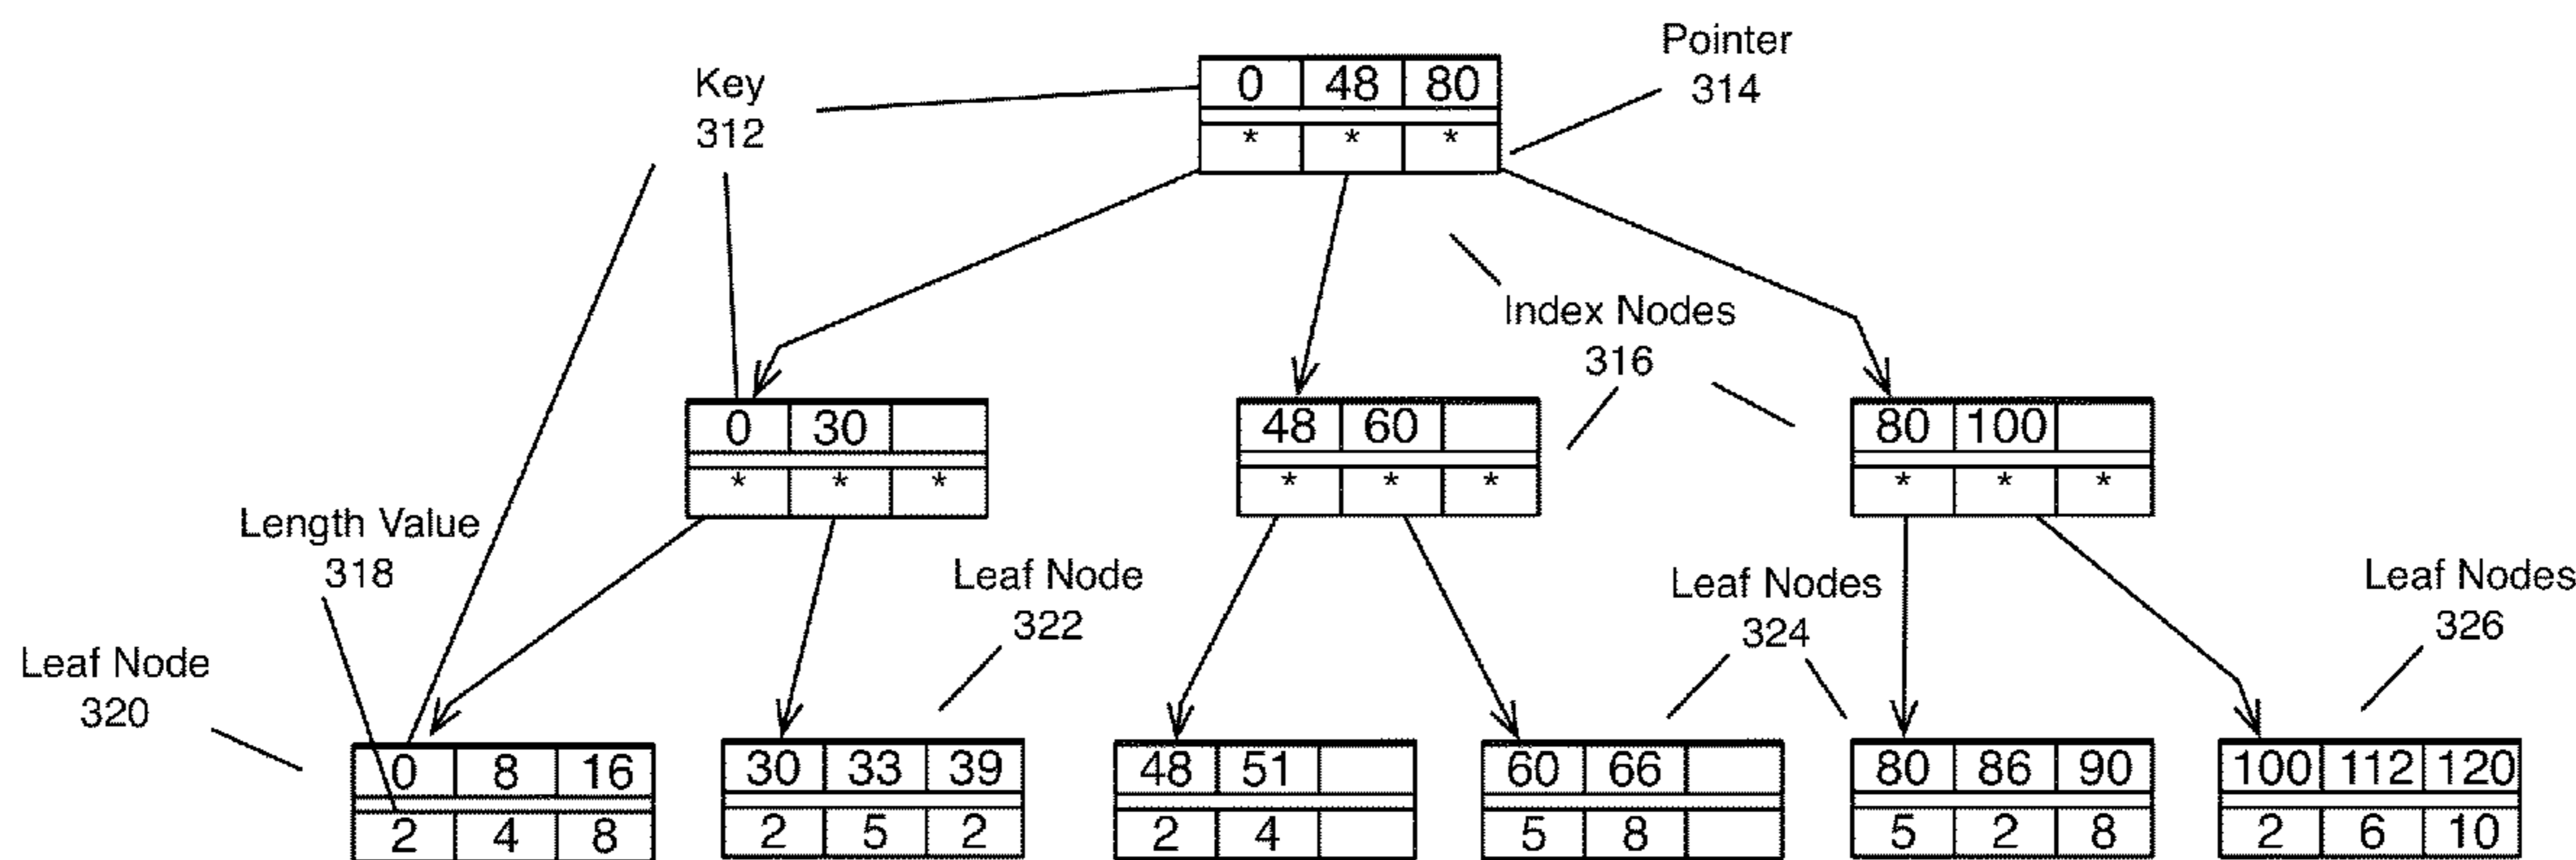 Pointer
314
Key
312
0 48 80
* * *
Index Nodes
316
0 30
* * *
48 60
* * *
80 100
* * *
Length Value
318
Leaf Node
322
Leaf Nodes
324
Leaf Nodes
326
Leaf Node
320
0 8 16
2 4 8
30 33 39
2 5 2
48 51
2 4
60 66
5 8
80 86 90
5 2 8
100 112 120
2 6 10